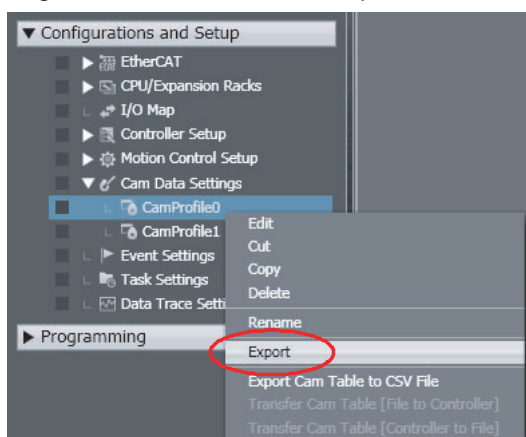 Configurations and Setup
EtherCAT
CPU/Expansion Racks
I/O Map
Controller Setup
Motion Control Setup
Cam Data Settings
CamProfile0
CamProfile1
Event Settings
Task Settings
Data Trace Setti
Programming
Edit
Cut
Copy
Delete
Rename
Export
Export Cam Table to CSV File
Transfer Cam Table [File to Controller]
Transfer Cam Table [Controller to File]